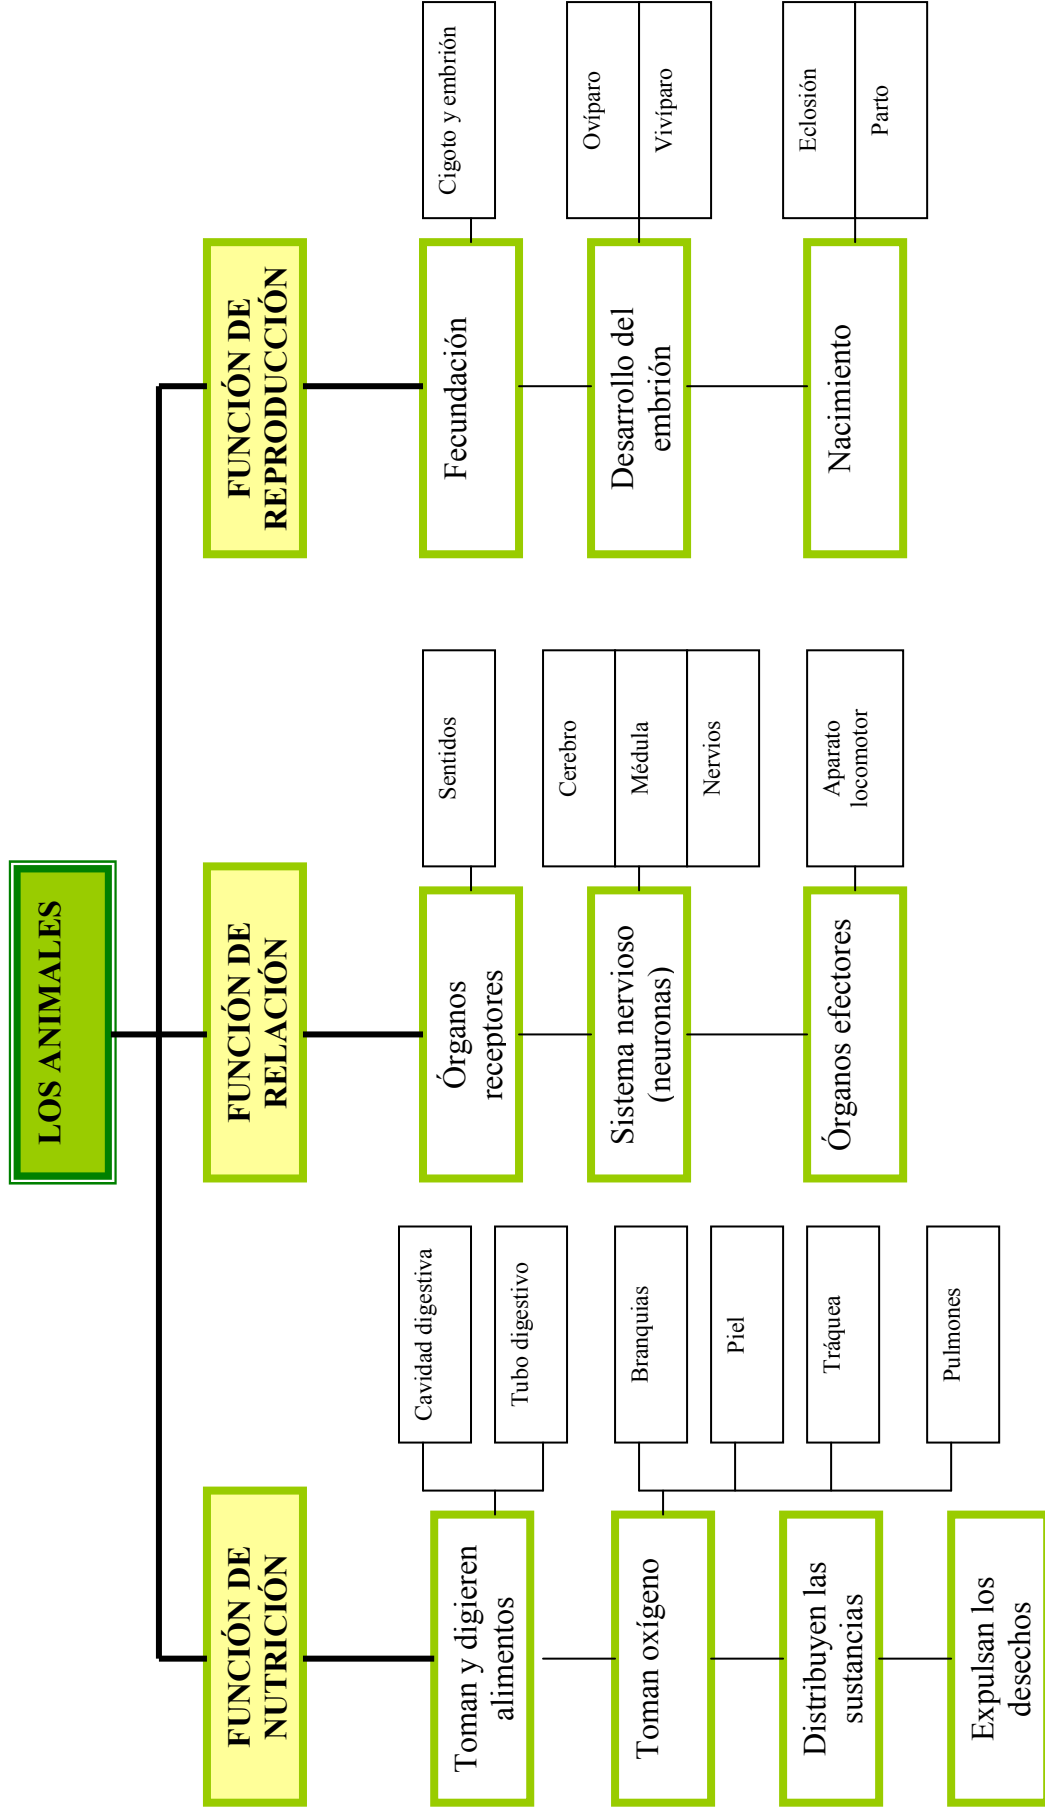 LOS ANIMALES
FUNCIÓN DE
NUTRICIÓN
Toman y digieren
alimentos
Cavidad digestiva
Tubo digestivo
Toman oxígeno
Branquias
Piel
Tráquea
Pulmones
Distribuyen las
sustancias
Expulsan los
desechos
FUNCIÓN DE
RELACIÓN
Órganos
receptores
Sentidos
Sistema nervioso
(neuronas)
Cerebro
Médula
Nervios
Órganos efectores
Aparato
locomotor
FUNCIÓN DE
REPRODUCCIÓN
Fecundación
Cigoto y embrión
Desarrollo del
embrión
Ovíparo
Vivíparo
Nacimiento
Eclosión
Parto